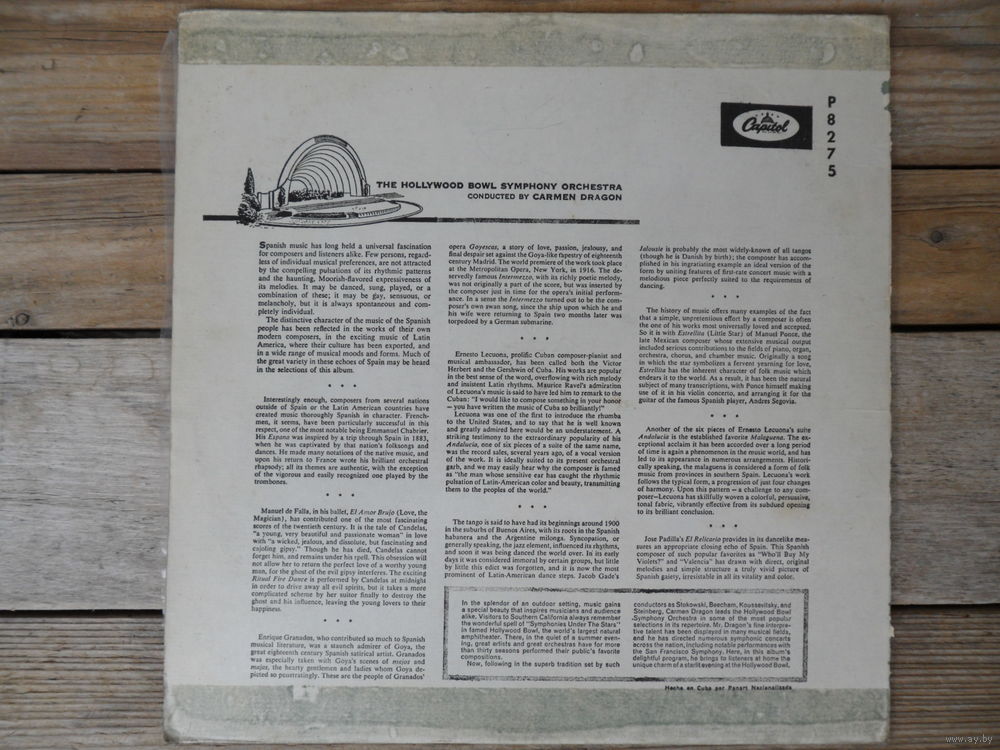 Capitol
P
8
2
7
5
THE HOLLYWOOD BOWL SYMPHONY ORCHESTRA
CONDUCTED BY CARMEN DRAGON
Spanish music has long held a universal fascination
for composers and listeners alike. Few persons, regard-
less of individual musical preferences, are not attracted
by the compelling pulsations of its rhythmic patterns
and the haunting, Moorish-flavored expressiveness of
its melodies. It may be danced, sung, played, or a
combination of these; it may be gay, sensuous, or
melancholy, but it is always spontaneous and com-
pletely individual.
The distinctive character of the music of the Spanish
people has been reflected in the works of their own
modern composers, in the exciting music of Latin
America, where their culture has been exported, and
in a wide range of musical moods and forms. Much of
the great variety in these echoes of Spain may be heard
in the selections of this album.
* * *
Interestingly enough, composers from several nations
outside of Spain or the Latin American countries have
created music thoroughly Spanish in character. French-
men, it seems, have been particularly successful in this
respect, one of the most notable being Emmanuel Chabrier.
His Espana was inspired by a trip through Spain in 1883,
when he was captivated by that nation's folksongs and
dances. He made many notations of the native music, and
upon his return to France wrote his brilliant orchestral
rhapsody; all its themes are authentic, with the exception
of the vigorous and easily recognized one played by the
trombones.
* * *
Manuel de Falla, in his ballet, El Amor Brujo (Love, the
Magician), has contributed one of the most fascinating
scores of the twentieth century. It is the tale of Candelas,
"a young, very beautiful and passionate woman" in love
with "a wicked, jealous, and dissolute, but fascinating and
cajoling gipsy." Though he has died, Candelas cannot
forget him, and remains under his spell. This obsession will
not allow her to return the perfect love of a worthy young
man, for the ghost of the evil gipsy interferes. The exciting
Ritual Fire Dance is performed by Candelas at midnight
in order to drive away all evil spirits, but it takes a more
complicated scheme by her suitor finally to destroy the
ghost and his influence, leaving the young lovers to their
happiness.
* * *
Enrique Granados, who contributed so much to Spanish
musical literature, was a staunch admirer of Goya, the
great eighteenth century Spanish satirical artist. Granados
was especially taken with Goya's scenes of mejor and
majez, the hearty gentlemen and ladies whom Goya de-
picted so penetratingly. These are the people of Granados'
opera Goyescas, a story of love, passion, jealousy, and
final despair set against the Goya-like tapestry of eighteenth
century Madrid. The world premiere of the work took place
at the Metropolitan Opera, New York, in 1916. The de-
servedly famous Intermezzo, with its richly poetic melody,
was not originally a part of the score, but was inserted by
the composer just in time for the opera's initial perform-
ance. In a sense the Intermezzo turned out to be the com-
poser's own swan song, since the ship upon which he and
his wife were returning to Spain two months later was
torpedoed by a German submarine.
* * *
Ernesto Lecuona, prolific Cuban composer-pianist and
musical ambassador, has been called both the Victor
Herbert and the Gershwin of Cuba. His works are popular
in the best sense of the word, overflowing with rich melody
and insistent Latin rhythms. Maurice Ravel's admiration
of Lecuona's music is said to have led him to remark to the
Cuban: "I would like to compose something in your honor
—you have written the music of Cuba so brilliantly!"
Lecuona was one of the first to introduce the rhumba
to the United States, and to say that he is well known
and greatly admired here would be an understatement. A
striking testimony to the extraordinary popularity of his
Andalucia, one of six pieces of a suite of the same name,
was the record sales, several years ago, of a vocal version
of the work. It is ideally suited to its present orchestral
garb, and we may easily hear why the composer is famed
as "the man whose sensitive ear has caught the rhythmic
pulsation of Latin-American color and beauty, transmitting
them to the peoples of the world."
* * *
The tango is said to have had its beginnings around 1900
in the suburbs of Buenos Aires, with its roots in the Spanish
habanera and the Argentine milonga. Syncopation, or
generally speaking, the jazz element, influenced its rhythms,
and soon it was being danced the world over. In its early
days it was considered immoral by certain groups, but little
by little this edict was forgotten, and it is now the most
prominent of Latin-American dance steps. Jacob Gade's
Jalousie is probably the most widely-known of all tangos
(though he is Danish by birth); the composer has accom-
plished in his ingratiating example an ideal version of the
form by uniting features of first-rate concert music with a
melodious piece perfectly suited to the requirements of
dancing.
* * *
The history of music offers many examples of the fact
that a simple, unpretentious effort by a composer is often
the one of his works most universally loved and accepted.
So it is with Estrellita (Little Star) of Manuel Ponce, the
late Mexican composer whose extensive musical output
included serious contributions to the fields of piano, organ,
orchestra, chorus, and chamber music. Originally a song
in which the star symbolizes a fervent yearning for love,
Estrellita has the inherent character of folk music which
endears it to the world. As a result, it has been the natural
subject of many transcriptions, with Ponce himself making
use of it in his violin concerto, and arranging it for the
guitar of the famous Spanish player, Andres Segovia.
* * *
Another of the six pieces of Ernesto Lecuona's suite
Andalucia is the established favorite Malaguena. The ex-
ceptional acclaim it has been accorded over a long period
of time is again a phenomenon in the music world, and has
led to its appearance in numerous arrangements. Histori-
cally speaking, the malaguena is considered a form of folk
music from provinces in southern Spain. Lecuona's work
follows the typical form, a progression of just four changes
of harmony. Upon this pattern—a challenge to any com-
poser—Lecuona has skilfully woven a colorful, persuasive,
tonal fabric, vibrantly effective from its subdued opening
to its brilliant conclusion.
* * *
Jose Padilla's El Relicario provides in its dancelike mea-
sures an appropriate closing echo of Spain. This Spanish
composer of such popular favorites as "Who'll Buy My
Violets?" and "Valencia" has drawn with direct, original
melodies and simple structure a truly vivid picture of
Spanish gaiety, irresistable in all its vitality and color.
In the splendor of an outdoor setting, music gains
a special beauty that inspires musicians and audience
alike. Visitors to Southern California always remember
the wonderful spell of "Symphonies Under The Stars"
in famed Hollywood Bowl, the world's largest natural
amphitheater. There, in the quiet of a summer even-
ing, great artists and great orchestras have for more
than thirty seasons performed their public's favorite
compositions.
Now, following in the superb tradition set by such
conductors as Stokowski, Beecham, Koussevitsky, and
Steinberg, Carmen Dragon leads the Hollywood Bowl
Symphony Orchestra in some of the most popular
selections in its repertoire. Mr. Dragon's fine interpre-
tive talent has been displayed in many musical fields,
and he has directed numerous symphonic concerts
across the nation, including notable performances with
the San Francisco Symphony. Here, in this album's
delightful program, he brings to listeners at home the
unique charm of a starlit evening at the Hollywood Bowl.
Hecho en Cuba por Panart Nacionalizada
www.ay.by